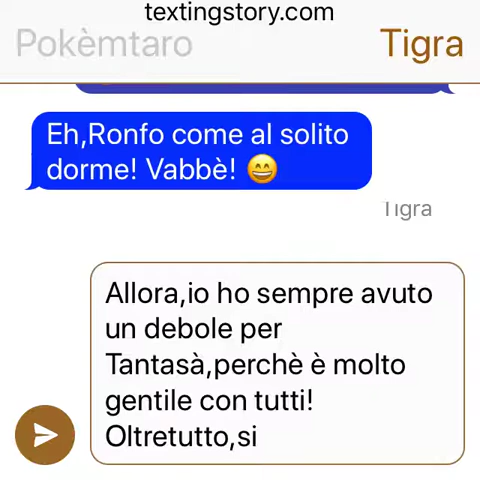 textingstory.com
Pokèmtaro
Tigra
Eh,Ronfo come al solito
dorme! Vabbè! 😄
Tigra
Allora,io ho sempre avuto
un debole per
Tantasà,perchè è molto
gentile con tutti!
Oltretutto,si